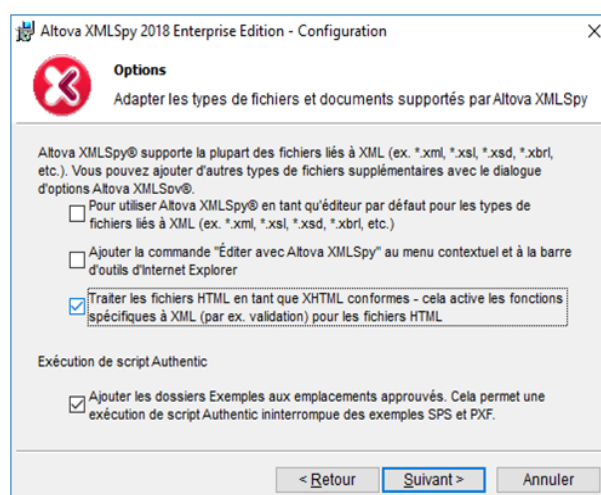 Altova XMLSpy 2018 Enterprise Edition - Configuration
Options
Adapter les types de fichiers et documents supportés par Altova XMLSpy
Altova XMLSpy® supporte la plupart des fichiers liés à XML (ex. *.xml, *.xsl, *.xsd, *.xbrl,
etc.). Vous pouvez ajouter d'autres types de fichiers supplémentaires avec le dialogue
d'options Altova XMLSpy®.
Pour utiliser Altova XMLSpy® en tant qu'éditeur par défaut pour les types de
fichiers liés à XML (ex. *.xml, *.xsl, *.xsd, *.xbrl, etc.)
Ajouter la commande "Éditer avec Altova XMLSpy" au menu contextuel et à la barre
d'outils d'Internet Explorer
Traiter les fichiers HTML en tant que XHTML conformes - cela active les fonctions
spécifiques à XML (par ex. validation) pour les fichiers HTML
Exécution de script Authentic
Ajouter les dossiers Exemples aux emplacements approuvés. Cela permet une
exécution de script Authentic ininterrompue des exemples SPS et PXF.
< Retour
Suivant >
Annuler